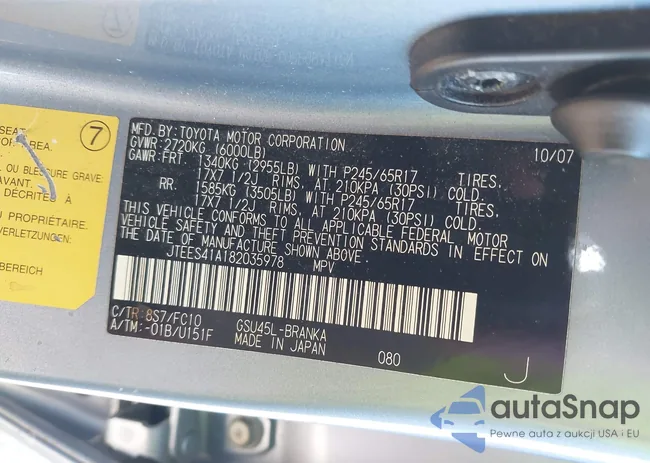 SEAT
OR AREA.
7
L OU BLESSURE GRAVE
'AVANT.
DÉCRITE À
U PROPRIÉTAIRE.
VERLETZUNGEN.
BEREICH
MFD.BY:TOYOTA MOTOR CORPORATION 10/07
GVWR:2720KG (6000LB)
GAWR:FRT 1340KG (2955LB) WITH P245/65R17 TIRES,
17X7 1/2J RIMS, AT 210KPA (30PSI) COLD.
RR. 1585KG (3505LB) WITH P245/65R17 TIRES,
17X7 1/2J RIMS, AT 210KPA (30PSI) COLD.
THIS VEHICLE CONFORMS TO ALL APPLICABLE FEDERAL MOTOR
VEHICLE SAFETY AND THEFT PREVENTION STANDARDS IN EFFECT ON
THE DATE OF MANUFACTURE SHOWN ABOVE.
JTEES41A182035978 MPV
C/TR:8S7/FC10 GSU45L-BRANKA
A/TM:-01B/U151F MADE IN JAPAN 080
J
autaSnap
Pewne auta z aukcji USA i EU